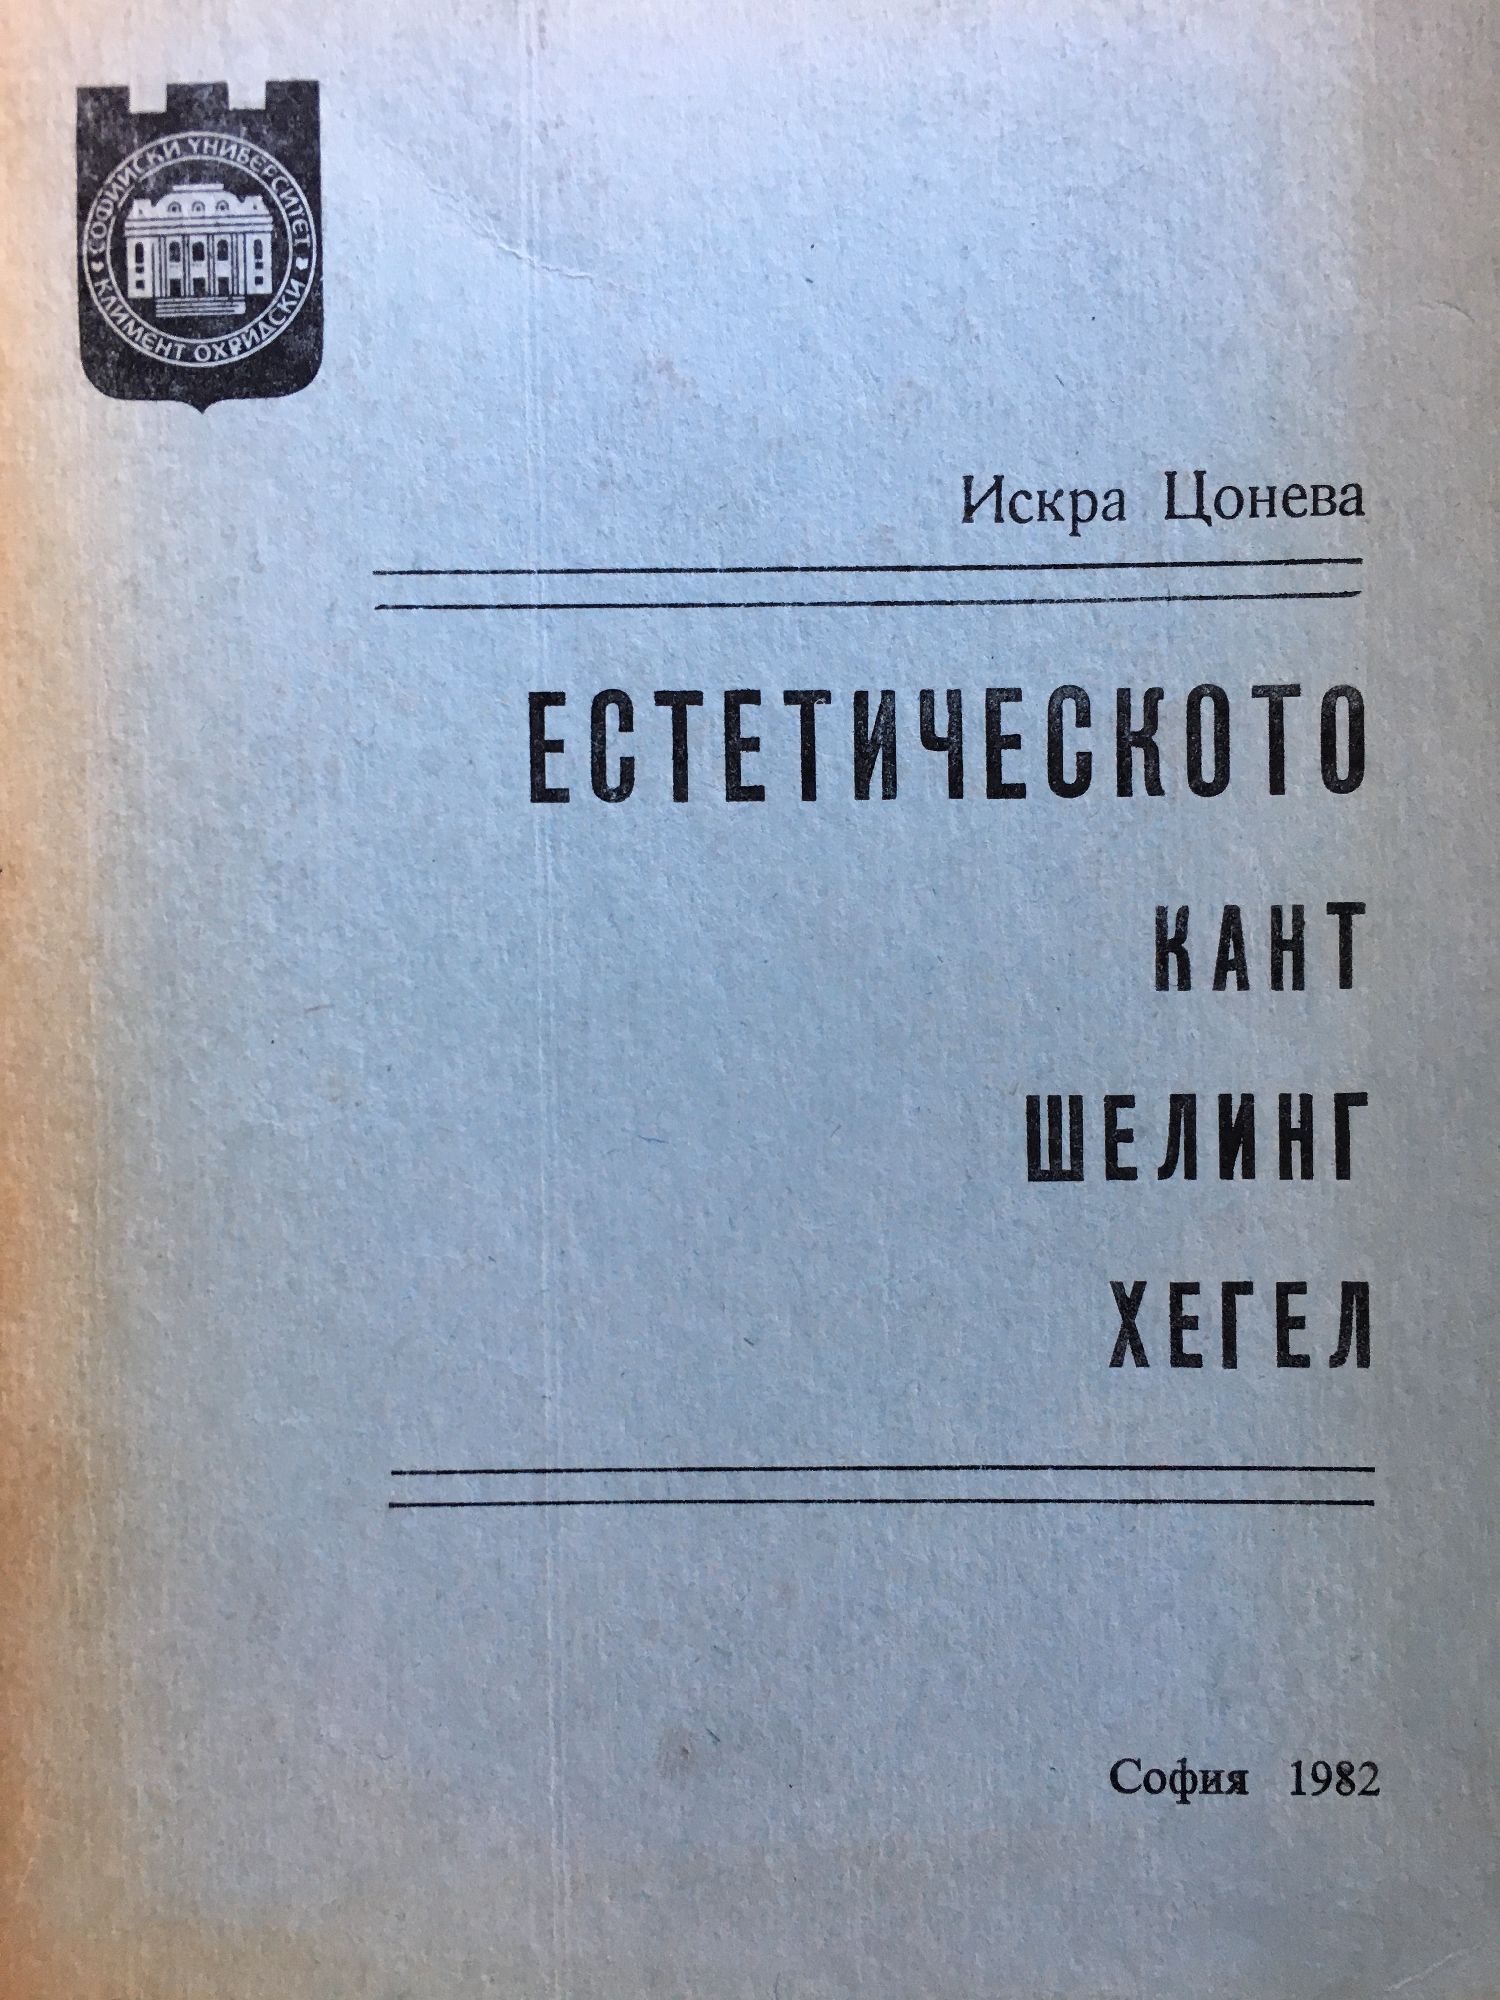 СОФИЙСКИ УНИВЕРСИТЕТ
КЛИМЕНТ ОХРИДСКИ
Искра Цонева
ЕСТЕТИЧЕСКОТО
КАНТ
ШЕЛИНГ
ХЕГЕЛ
София 1982